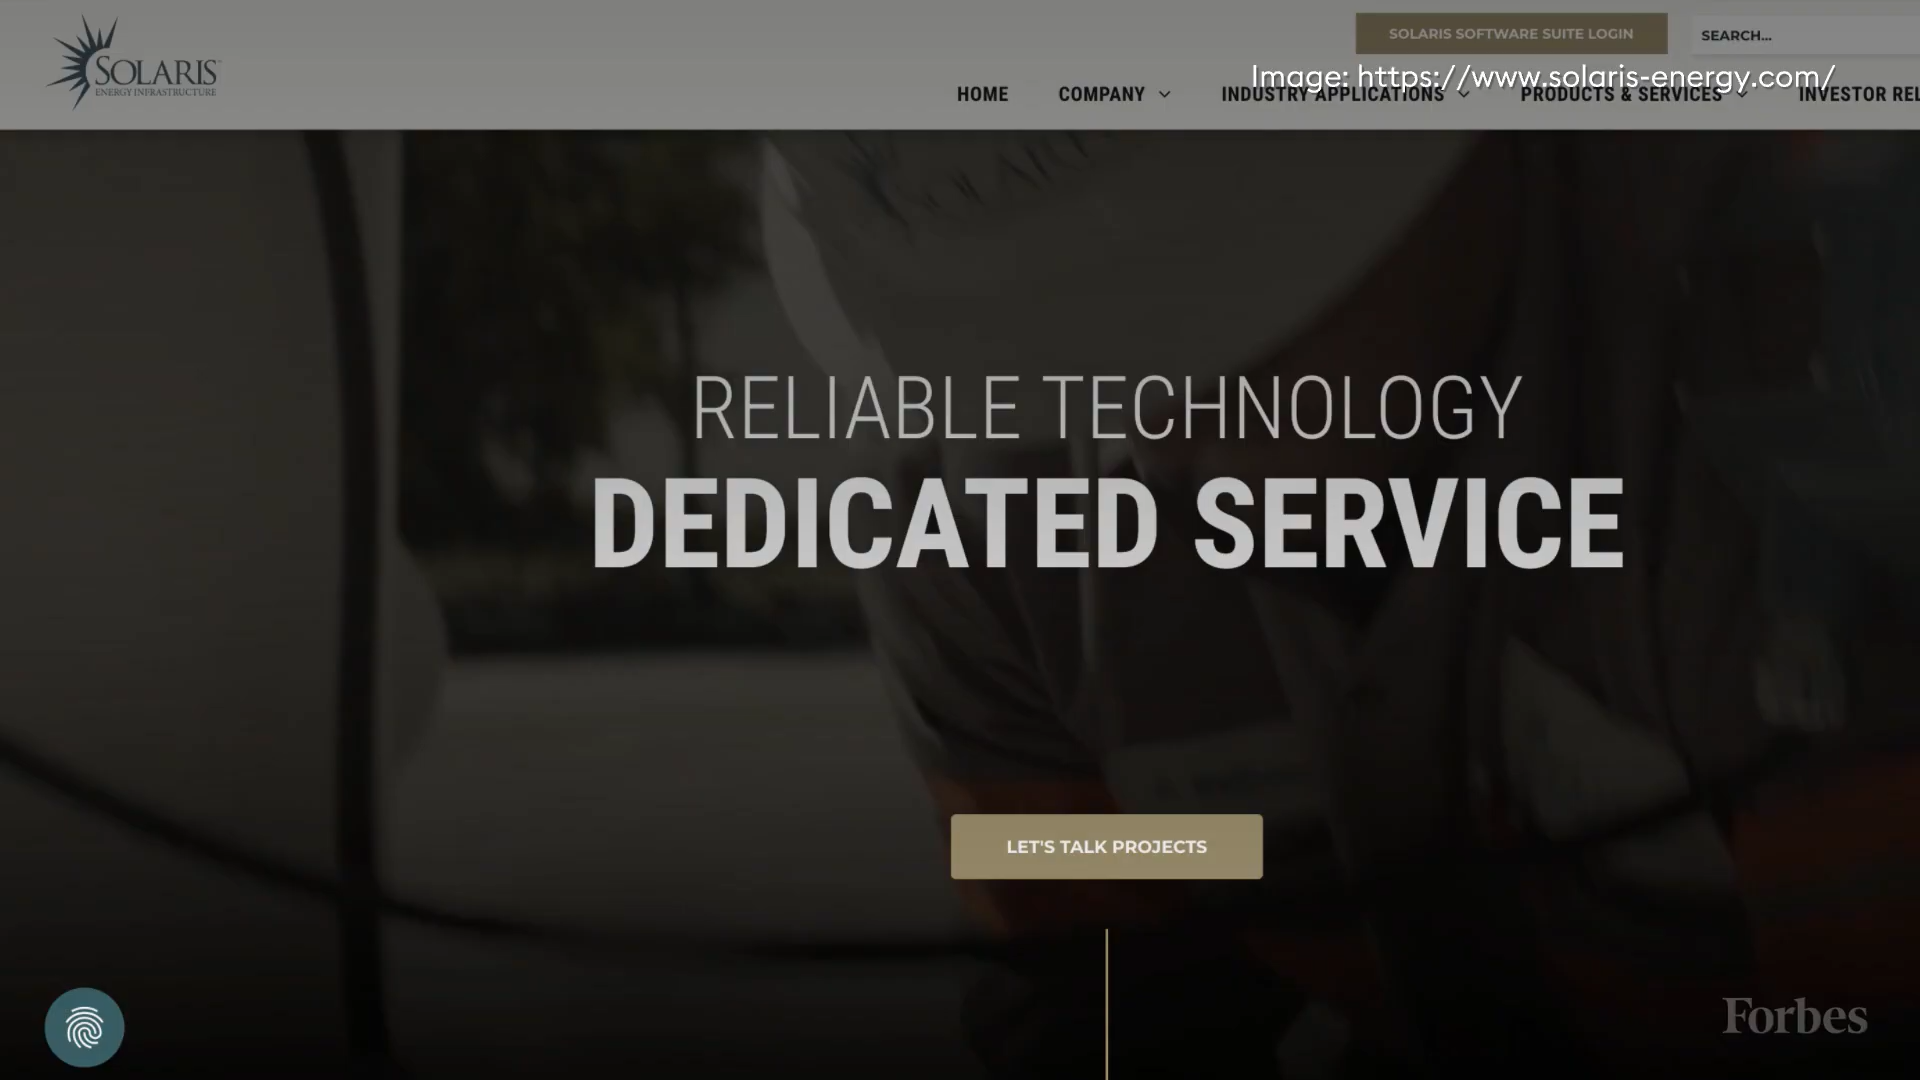 SOLARIS
ENERGY INFRASTRUCTURE
SOLARIS SOFTWARE SUITE LOGIN
SEARCH...
Image: https://www.solaris-energy.com/
HOME
COMPANY
INDUSTRY APPLICATIONS
PRODUCTS & SERVICES
INVESTOR REL
SOLARI
RELIABLE TECHNOLOGY
DEDICATED SERVICE
LET'S TALK PROJECTS
Forbes